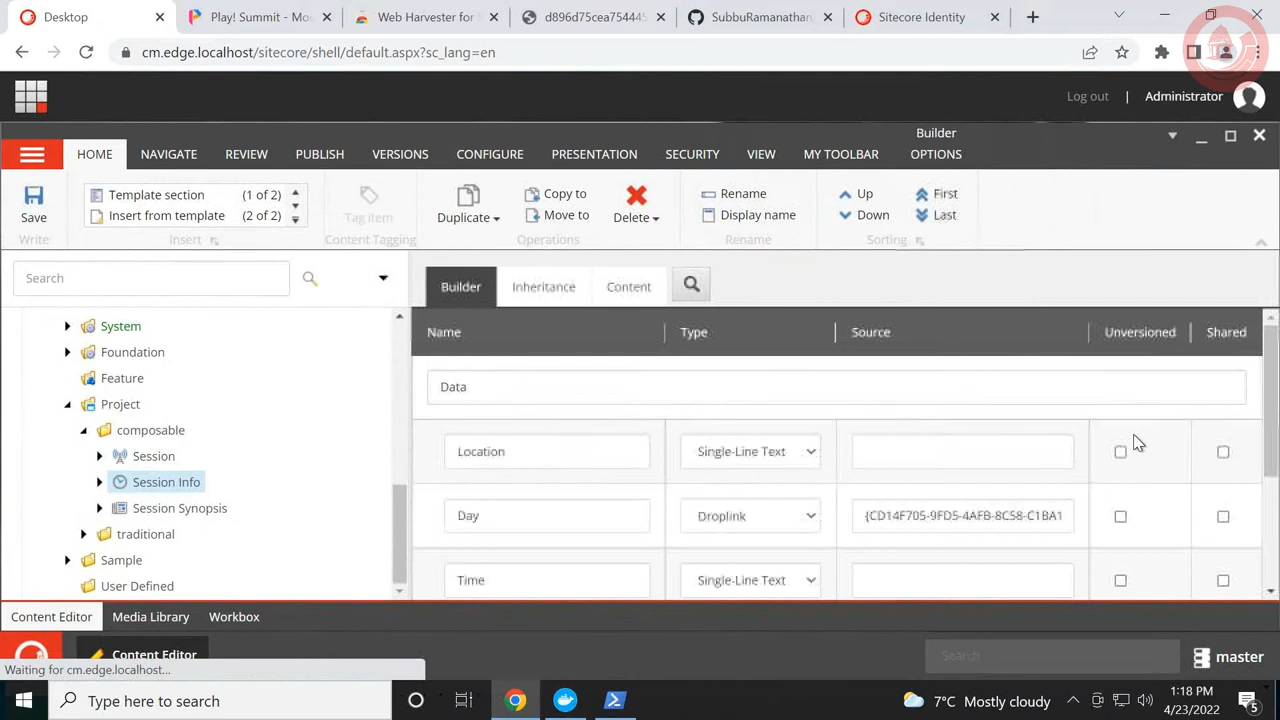 Desktop
Play! Summit - Mo
Web Harvester for
d896d75cea75444
SubbuRamanathan
Sitecore Identity
cm.edge.localhost/sitecore/shell/default.aspx?sc_lang=en
Log out | Administrator
Builder
HOME NAVIGATE REVIEW PUBLISH VERSIONS CONFIGURE PRESENTATION SECURITY VIEW MY TOOLBAR OPTIONS
Save
Write
Template section (1 of 2)
Insert from template (2 of 2)
Insert
Tag item
Content Tagging
Duplicate
Copy to
Move to
Delete
Operations
Rename
Display name
Rename
Up
Down
First
Last
Sorting
Search
System
Foundation
Feature
Project
composable
Session
Session Info
Session Synopsis
traditional
Sample
User Defined
Builder Inheritance Content
Name Type Source Unversioned Shared
Data
Location Single-Line Text
Day Droplink {CD14F705-9FD5-4AFB-8C58-C1BA1
Time Single-Line Text
Content Editor Media Library Workbox
Content Editor
Search
master
Waiting for cm.edge.localhost...
Type here to search
7°C Mostly cloudy
1:18 PM
4/23/2022
5